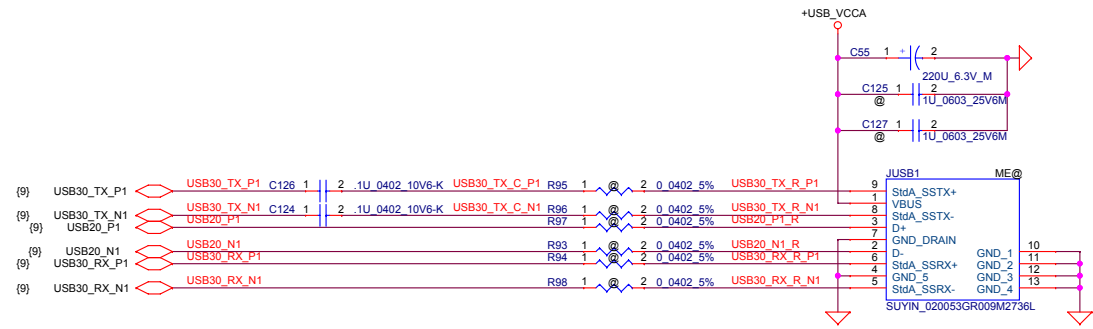 +USB_VCCA
C55 1 + 2
220U_6.3V_M
C125 1 2
@ 1U_0603_25V6M
C127 1 2
@ 1U_0603_25V6M
JUSB1 ME@
{9} USB30_TX_P1 USB30_TX_P1 C126 1 2 .1U_0402_10V6-K USB30_TX_C_P1 R95 1 @ 2 0_0402_5% USB30_TX_R_P1 9 StdA_SSTX+
1 VBUS
{9} USB30_TX_N1 USB30_TX_N1 C124 1 2 .1U_0402_10V6-K USB30_TX_C_N1 R96 1 @ 2 0_0402_5% USB30_TX_R_N1 8 StdA_SSTX-
{9} USB20_P1 USB20_P1 R97 1 @ 2 0_0402_5% USB20_P1_R 3 D+
7 GND_DRAIN
{9} USB20_N1 USB20_N1 R93 1 @ 2 0_0402_5% USB20_N1_R 2 D- GND_1 10
{9} USB30_RX_P1 USB30_RX_P1 R94 1 @ 2 0_0402_5% USB30_RX_R_P1 6 StdA_SSRX+ GND_2 11
4 GND_5 GND_3 12
{9} USB30_RX_N1 USB30_RX_N1 R98 1 @ 2 0_0402_5% USB30_RX_R_N1 5 StdA_SSRX- GND_4 13
SUYIN_020053GR009M2736L